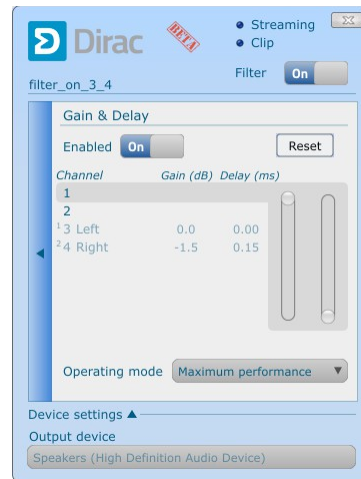 Dirac
BETA
Streaming
Clip
Filter On
filter_on_3_4
Gain & Delay
Enabled On Reset
Channel Gain (dB) Delay (ms)
1
2
1 3 Left 0.0 0.00
2 4 Right -1.5 0.15
Operating mode Maximum performance
Device settings
Output device
Speakers (High Definition Audio Device)